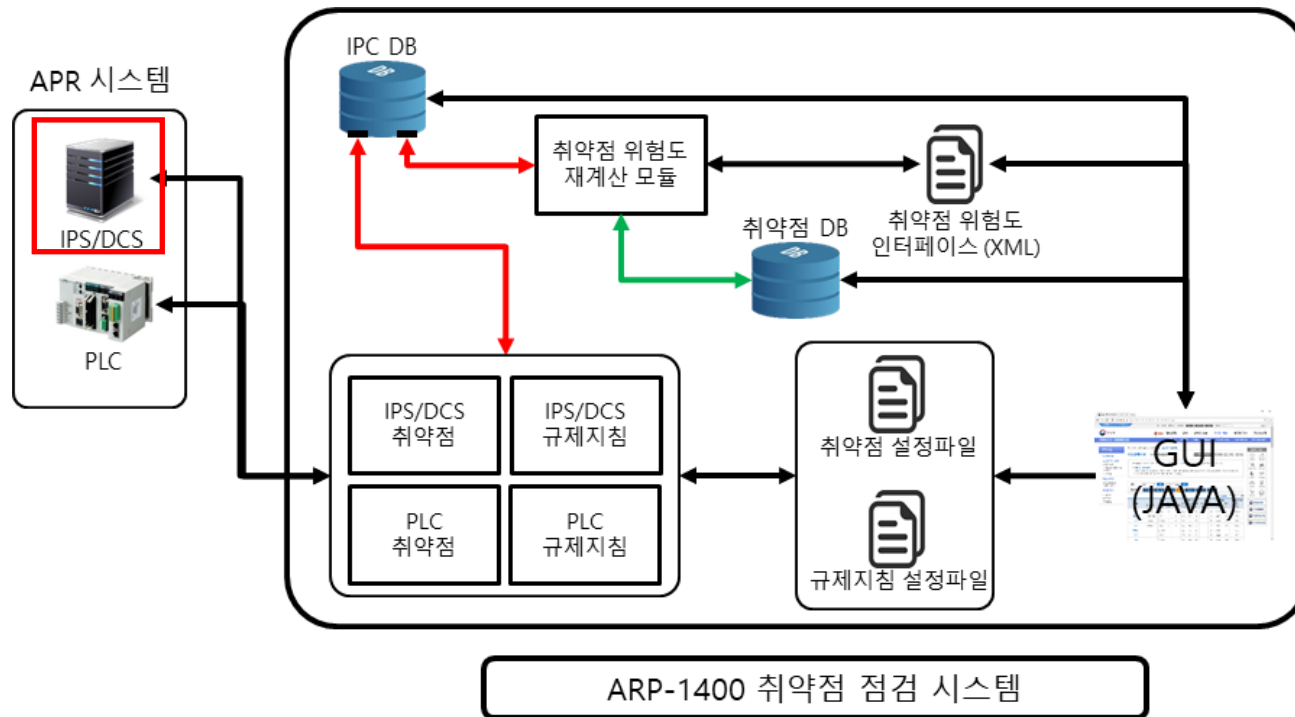 IPC DB
DB
APR 시스템
IPS/DCS
PLC
취약점 위험도
재계산 모듈
취약점 위험도
인터페이스 (XML)
취약점 DB
DB
IPS/DCS
취약점
IPS/DCS
규제지침
PLC
취약점
PLC
규제지침
취약점 설정파일
규제지침 설정파일
GUI
(JAVA)
ARP-1400 취약점 점검 시스템